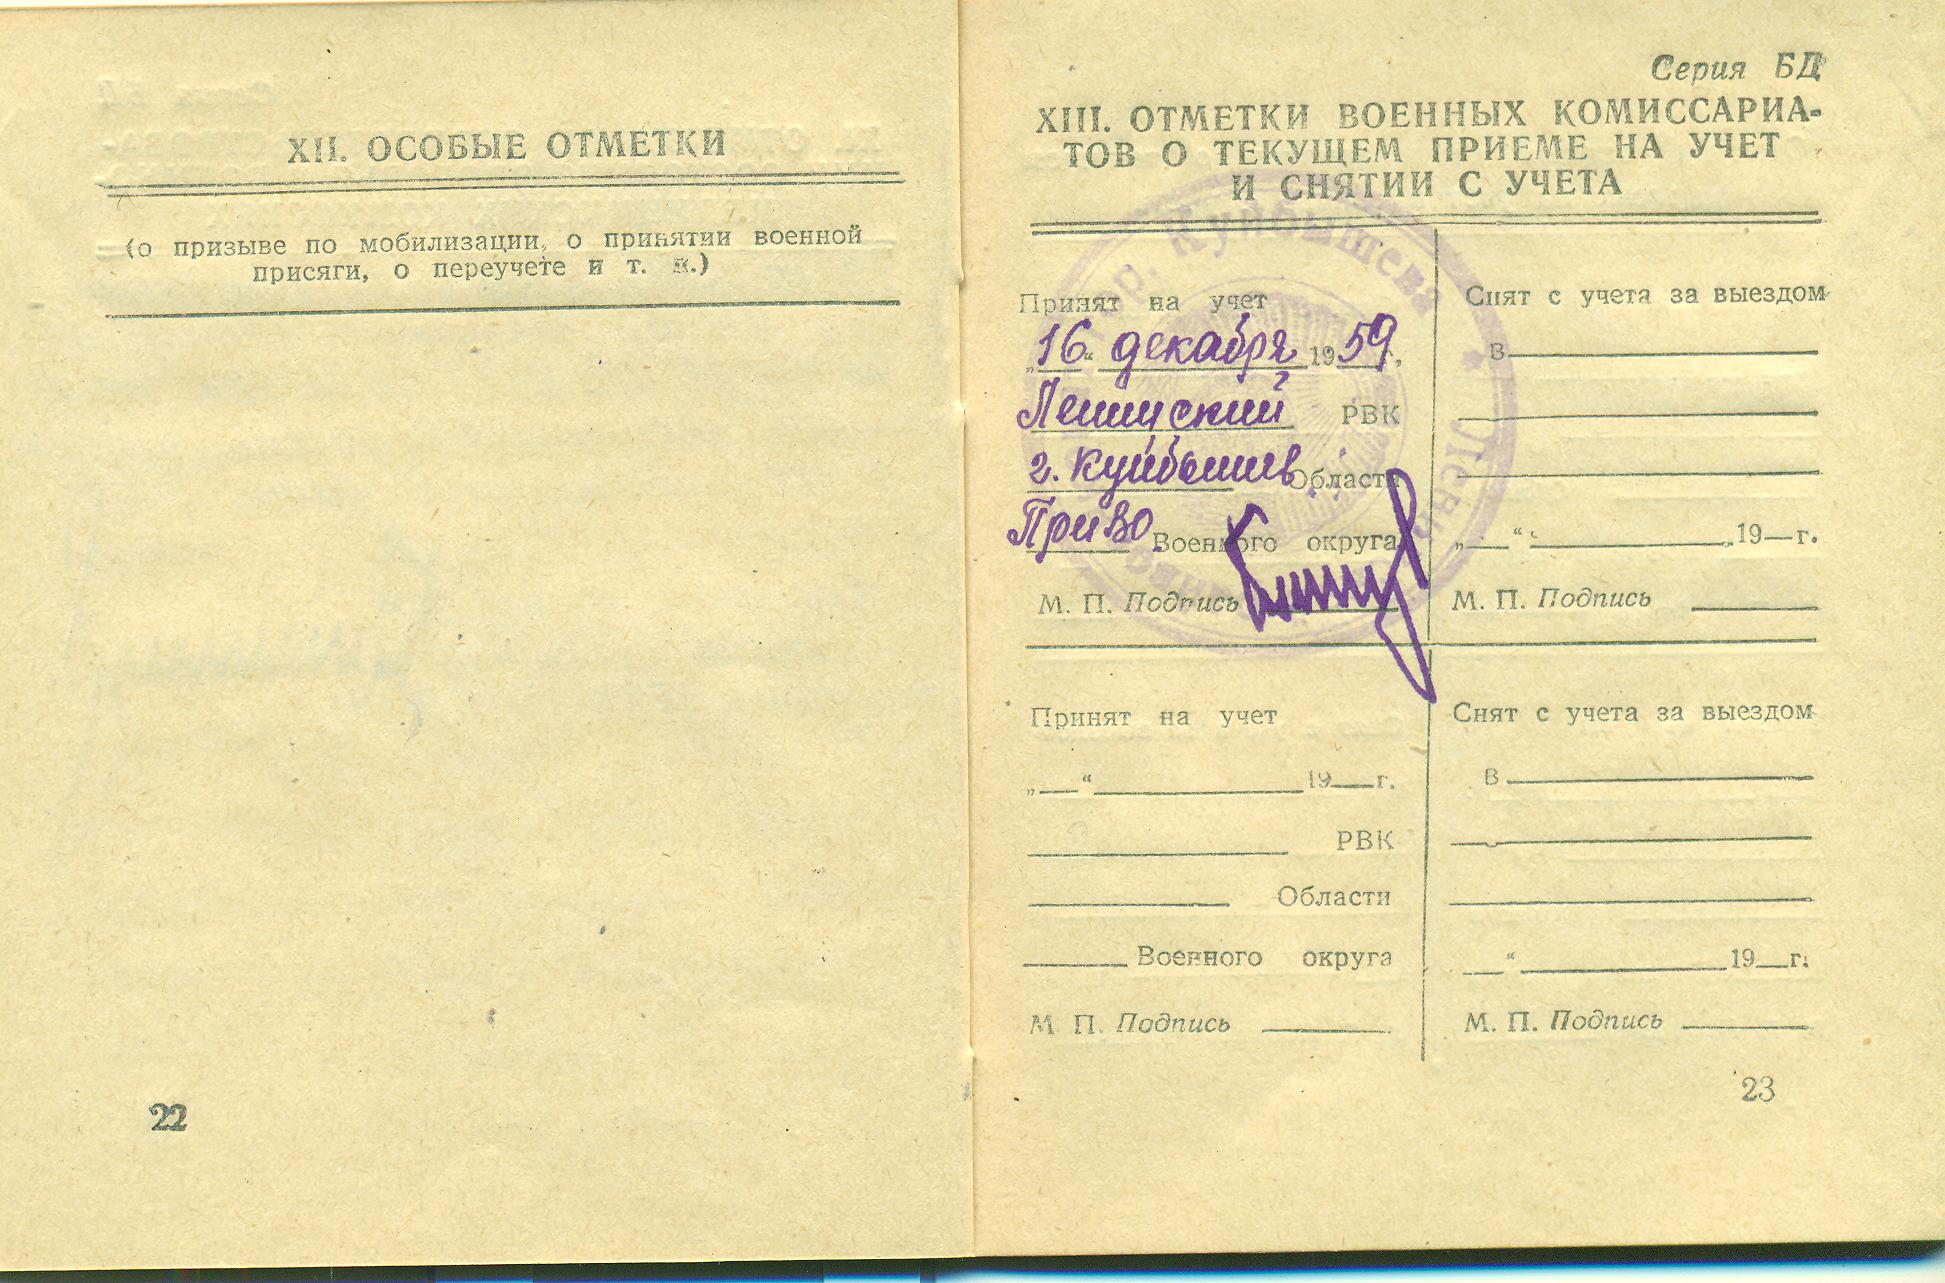 XII. ОСОБЫЕ ОТМЕТКИ
(о призыве по мобилизации, о принятии военной
присяги, о переучете и т. п.)
22
Серия БД
XIII. ОТМЕТКИ ВОЕННЫХ КОМИССАРИА-
ТОВ О ТЕКУЩЕМ ПРИЕМЕ НА УЧЕТ
И СНЯТИИ С УЧЕТА
Принят на учет
„16“ декабря 1959 г.
РВК
г. Куйбышев Области
ПриВО Военного округа
М. П. Подпись
гор. Куйбышева
Снят с учета за выездом
в
„ “ 19 г.
М. П. Подпись
Принят на учет
„ “ 19 г.
РВК
Области
Военного округа
М. П. Подпись
Снят с учета за выездом
в
“ 19 г.
М. П. Подпись
23